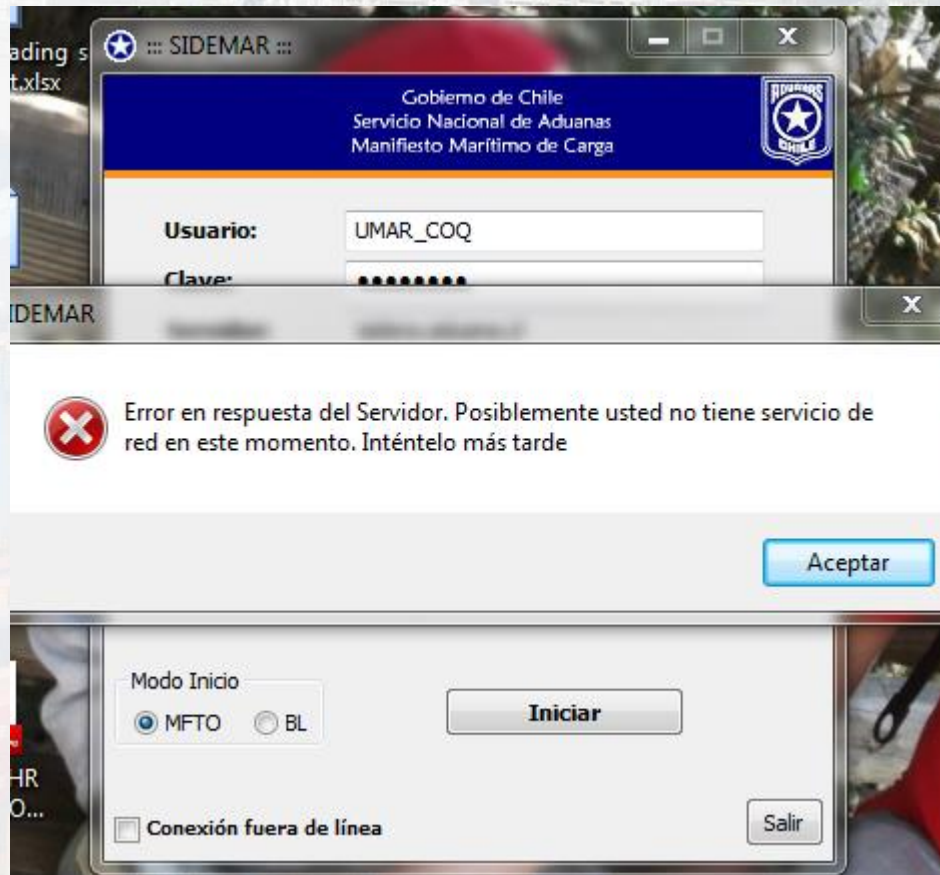 ading s
t.xlsx
::: SIDEMAR :::
Gobierno de Chile
Servicio Nacional de Aduanas
Manifiesto Marítimo de Carga
ADUANAS
CHILE
Usuario:
UMAR_COQ
Clave:
IDEMAR
Error en respuesta del Servidor. Posiblemente usted no tiene servicio de
red en este momento. Inténtelo más tarde
Aceptar
Modo Inicio
MFTO
BL
Iniciar
HR
O...
Conexión fuera de línea
Salir